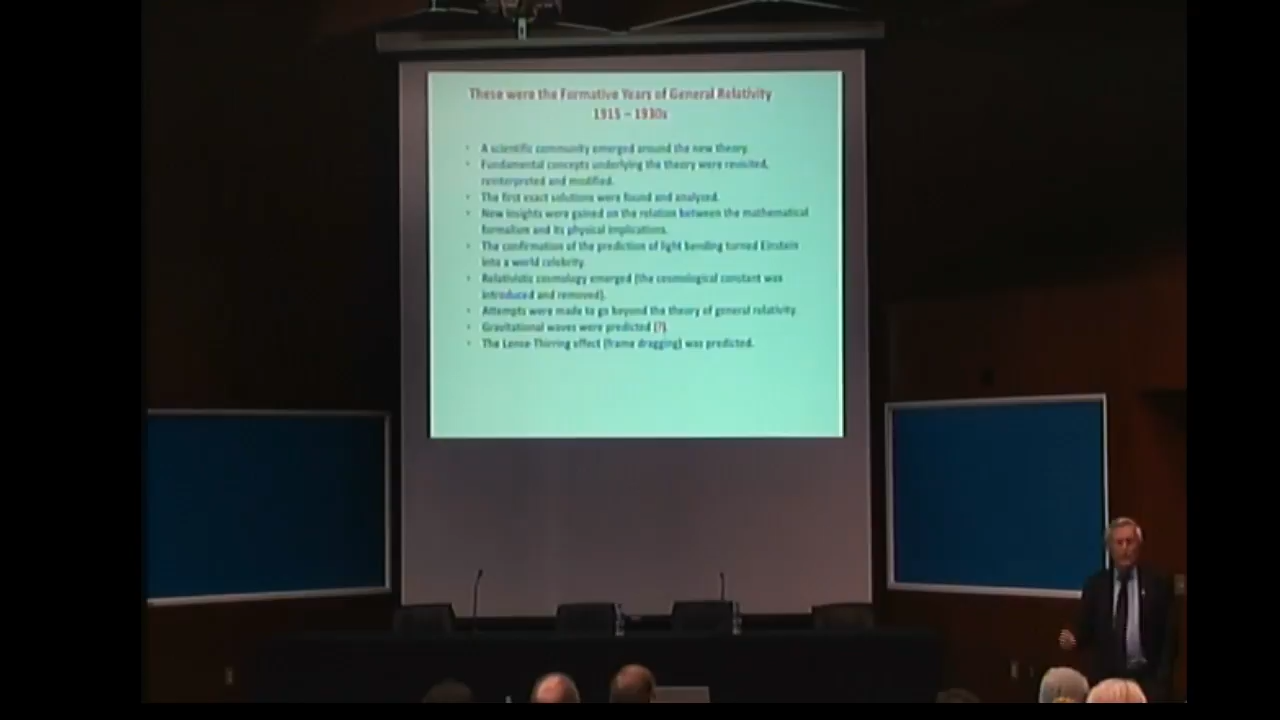 These were the Formative Years of General Relativity
1915 – 1930s
• A scientific community emerged around the new theory.
• Fundamental concepts underlying the theory were revisited,
reinterpreted and modified.
• The first exact solutions were found and analyzed.
• New insights were gained on the relation between the mathematical
formalism and its physical implications.
• The confirmation of the prediction of light bending turned Einstein
into a world celebrity.
• Relativistic cosmology emerged (the cosmological constant was
introduced and removed).
• Attempts were made to go beyond the theory of general relativity.
• Gravitational waves were predicted (?).
• The Lense-Thirring effect (frame dragging) was predicted.